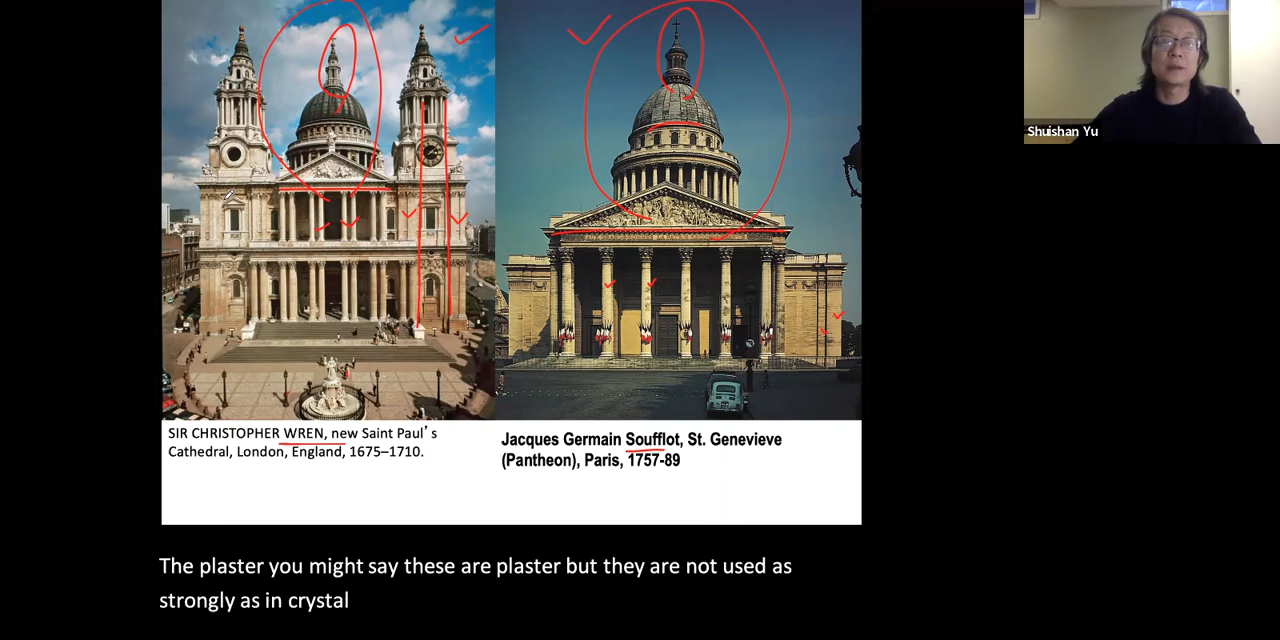 Shuishan Yu
SIR CHRISTOPHER WREN, new Saint Paul's
Cathedral, London, England, 1675–1710.
Jacques Germain Soufflot, St. Genevieve
(Pantheon), Paris, 1757-89
The plaster you might say these are plaster but they are not used as
strongly as in crystal